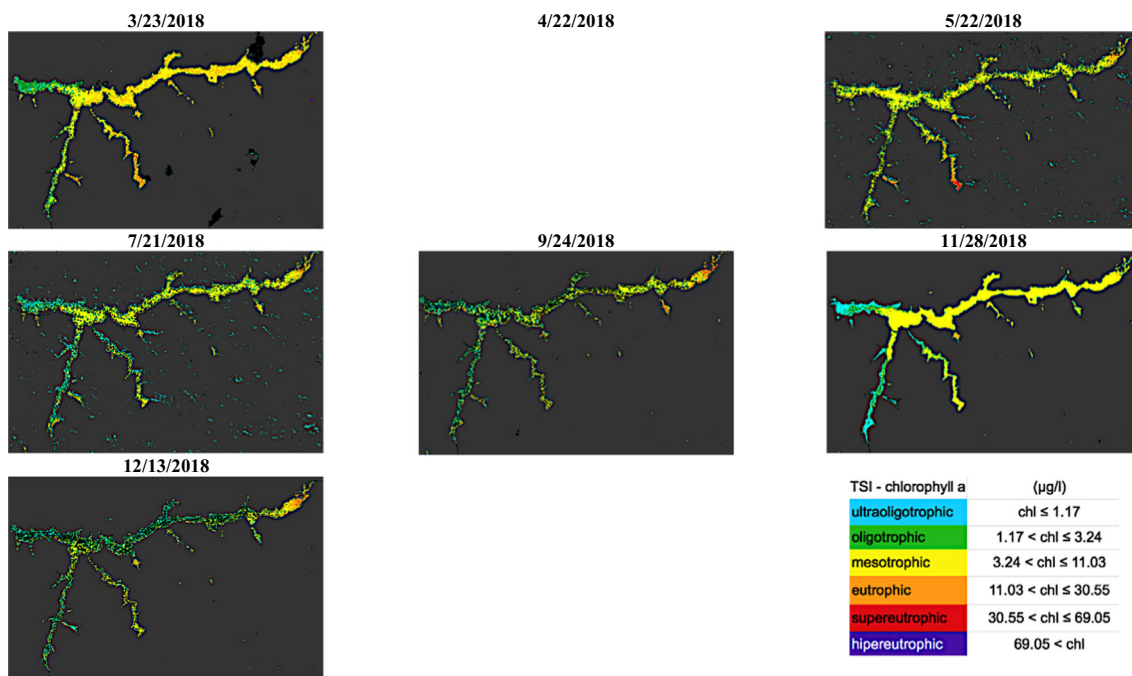 3/23/2018
4/22/2018
5/22/2018
7/21/2018
9/24/2018
11/28/2018
12/13/2018
TSI - chlorophyll a (µg/l)
ultraoligotrophic chl ≤ 1.17
oligotrophic 1.17 < chl ≤ 3.24
mesotrophic 3.24 < chl ≤ 11.03
eutrophic 11.03 < chl ≤ 30.55
supereutrophic 30.55 < chl ≤ 69.05
hipereutrophic 69.05 < chl